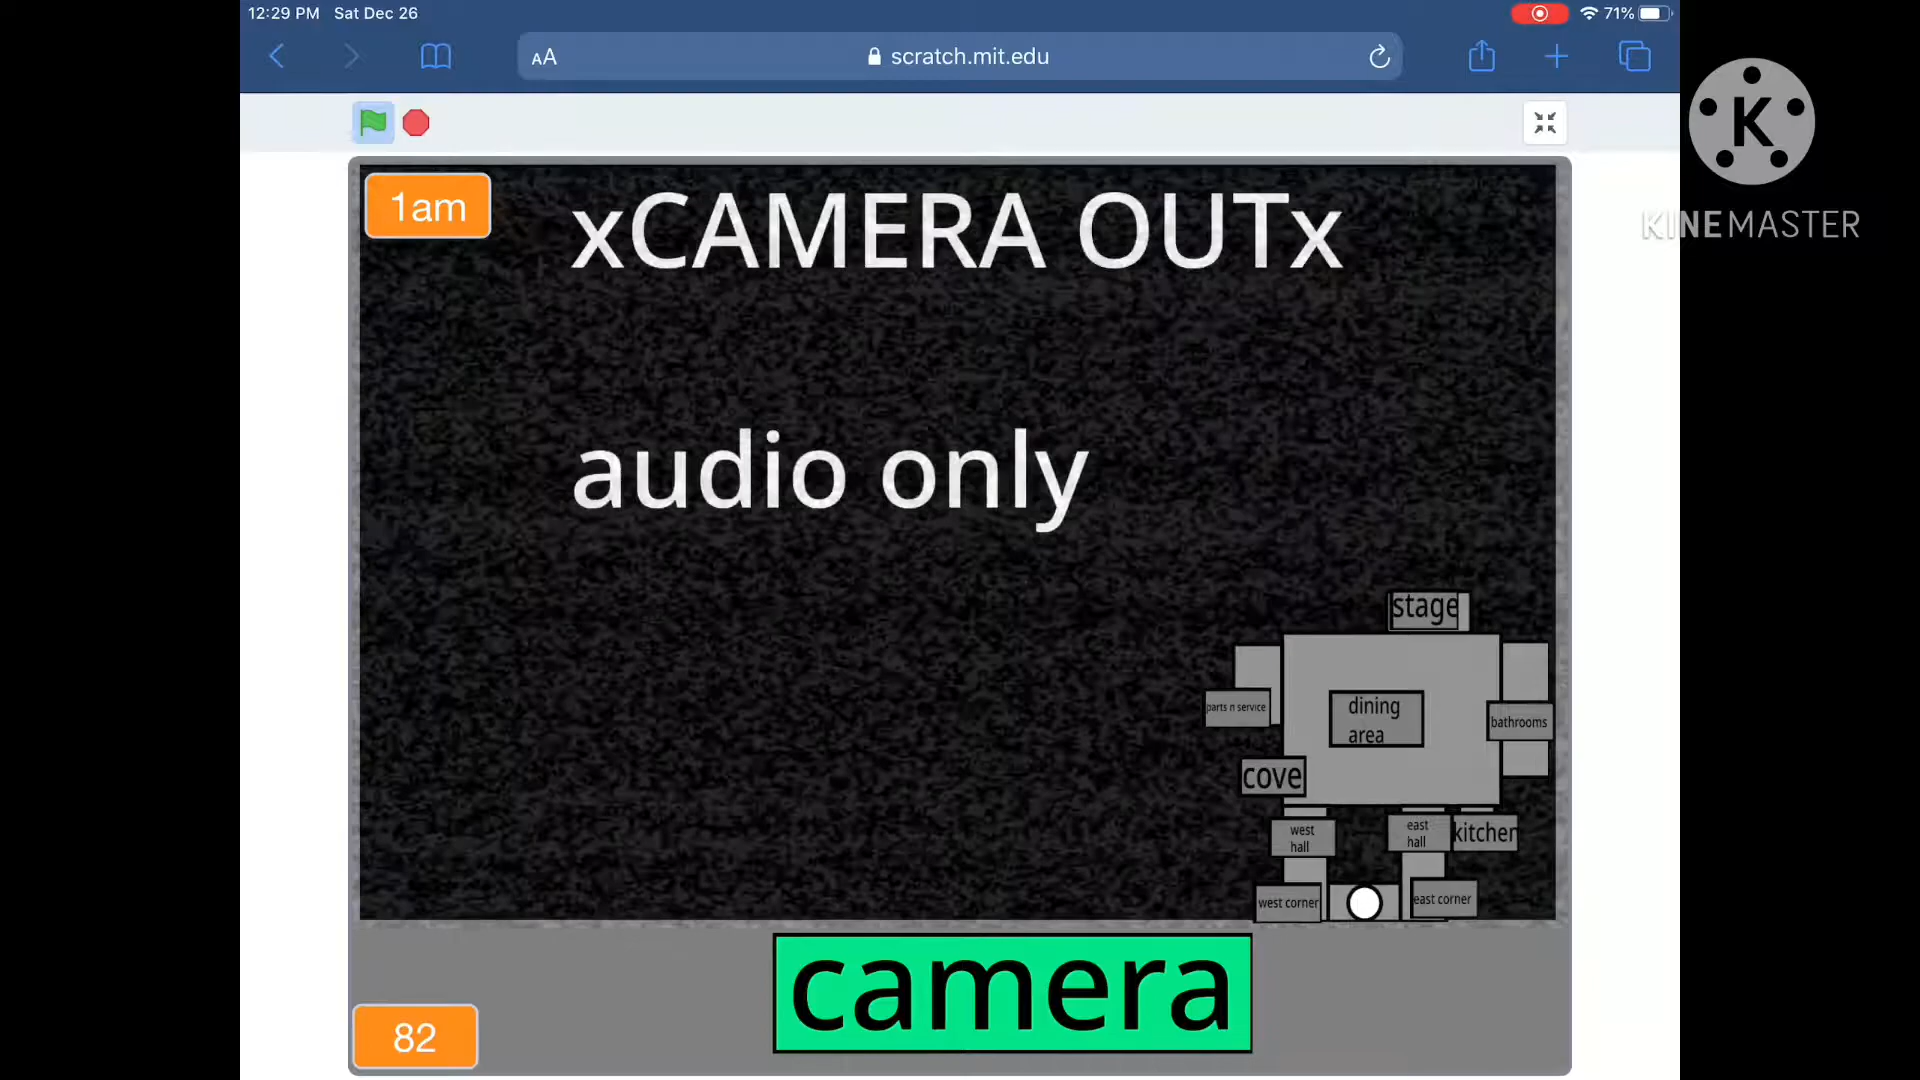 12:29 PM Sat Dec 26
71%
AA
scratch.mit.edu
K
KINEMASTER
1am
xCAMERA OUTx
audio only
stage
parts n service
dining
area
bathrooms
cove
west
hall
east
hall
kitchen
west corner
east corner
camera
82